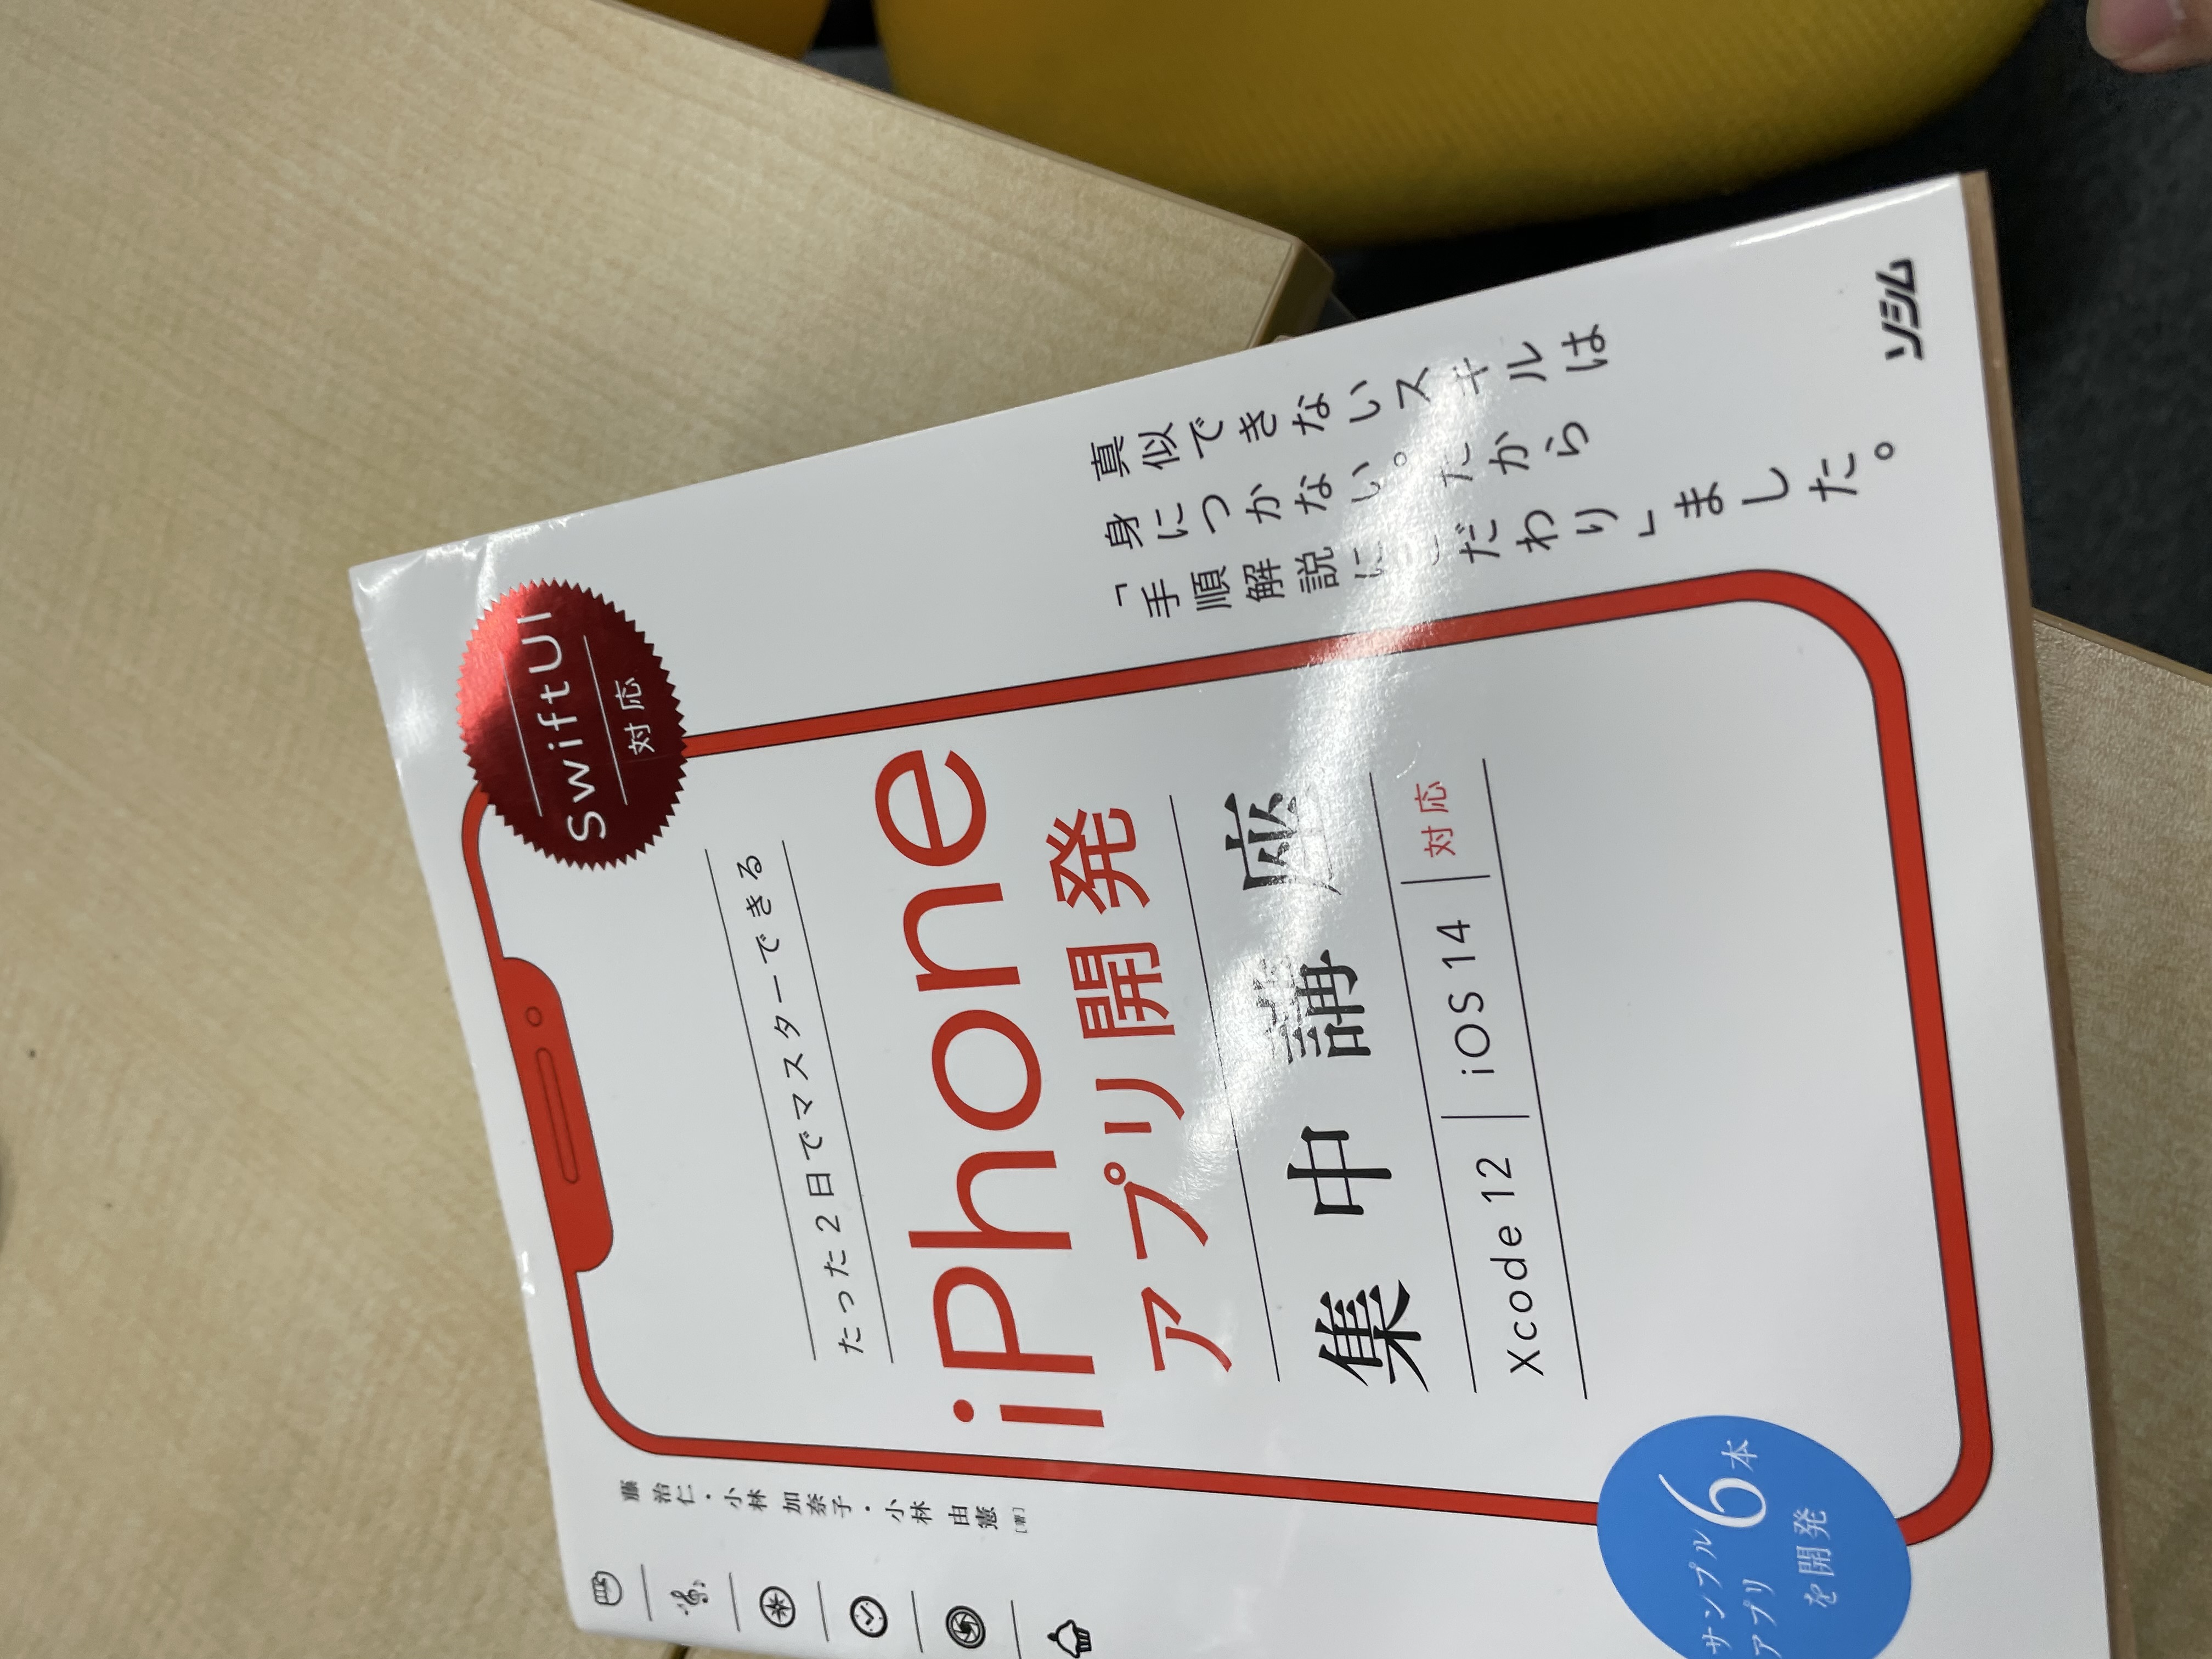 SwiftUI
対応
藤 治仁・小林 加奈子・小林 由憲 [著]
たった2日でマスターできる
iPhone
アプリ開発
集中講座
Xcode 12
iOS 14
対応
真似できないスキルは
身につかない。だから
「手順解説に こだわり」ました。
サンプル
アプリ
6本
を開発
ソシム